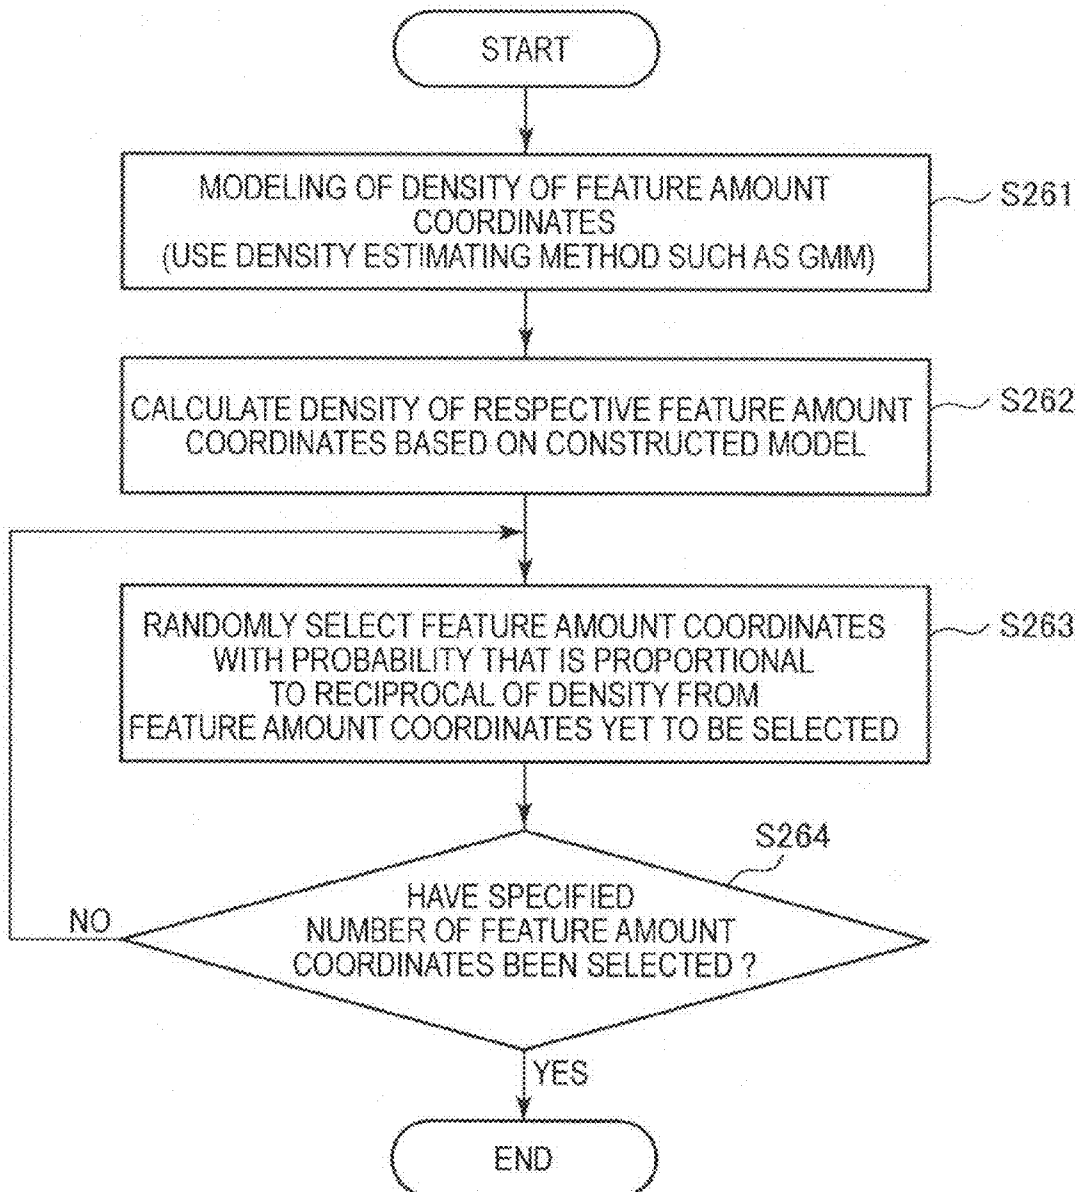 START
MODELING OF DENSITY OF FEATURE AMOUNT
COORDINATES
(USE DENSITY ESTIMATING METHOD SUCH AS GMM)
S261
CALCULATE DENSITY OF RESPECTIVE FEATURE AMOUNT
COORDINATES BASED ON CONSTRUCTED MODEL
S262
RANDOMLY SELECT FEATURE AMOUNT COORDINATES
WITH PROBABILITY THAT IS PROPORTIONAL
TO RECIPROCAL OF DENSITY FROM
FEATURE AMOUNT COORDINATES YET TO BE SELECTED
S263
S264
HAVE SPECIFIED
NUMBER OF FEATURE AMOUNT
COORDINATES BEEN SELECTED ?
NO
YES
END